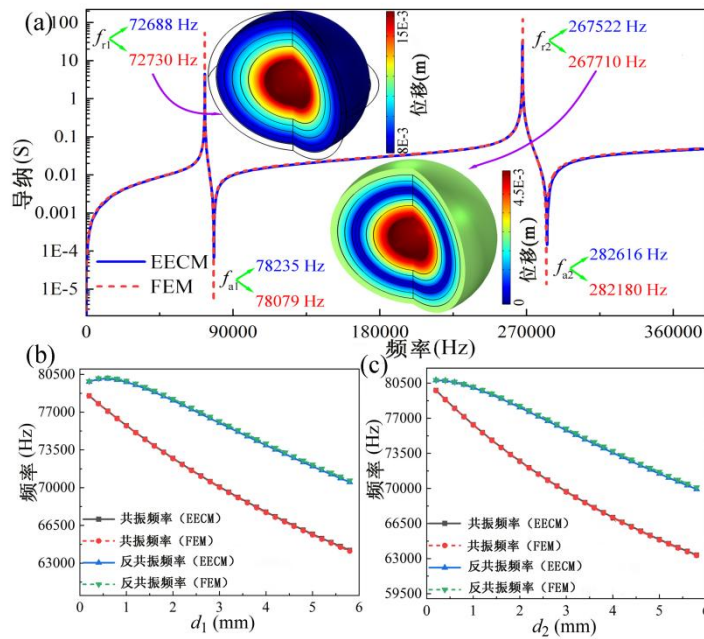 (a)
导纳 (S)
100
10
1
0.1
0.01
0.001
1E-4
1E-5
fr1
72688 Hz
72730 Hz
15E-3
位移(m)
8E-3
fr2
267522 Hz
267710 Hz
4.5E-3
位移(m)
0
EECM
FEM
fa1
78235 Hz
78079 Hz
fa2
282616 Hz
282180 Hz
0 90000 180000 270000 360000
频率(Hz)
(b)
频率 (Hz)
80500
77000
73500
70000
66500
63000
共振频率（EECM）
共振频率（FEM）
反共振频率（EECM）
反共振频率（FEM）
0 1 2 3 4 5 6
d1 (mm)
(c)
频率 (Hz)
80500
77000
73500
70000
66500
63000
59500
共振频率（EECM）
共振频率（FEM）
反共振频率（EECM）
反共振频率（FEM）
0 1 2 3 4 5 6
d2 (mm)